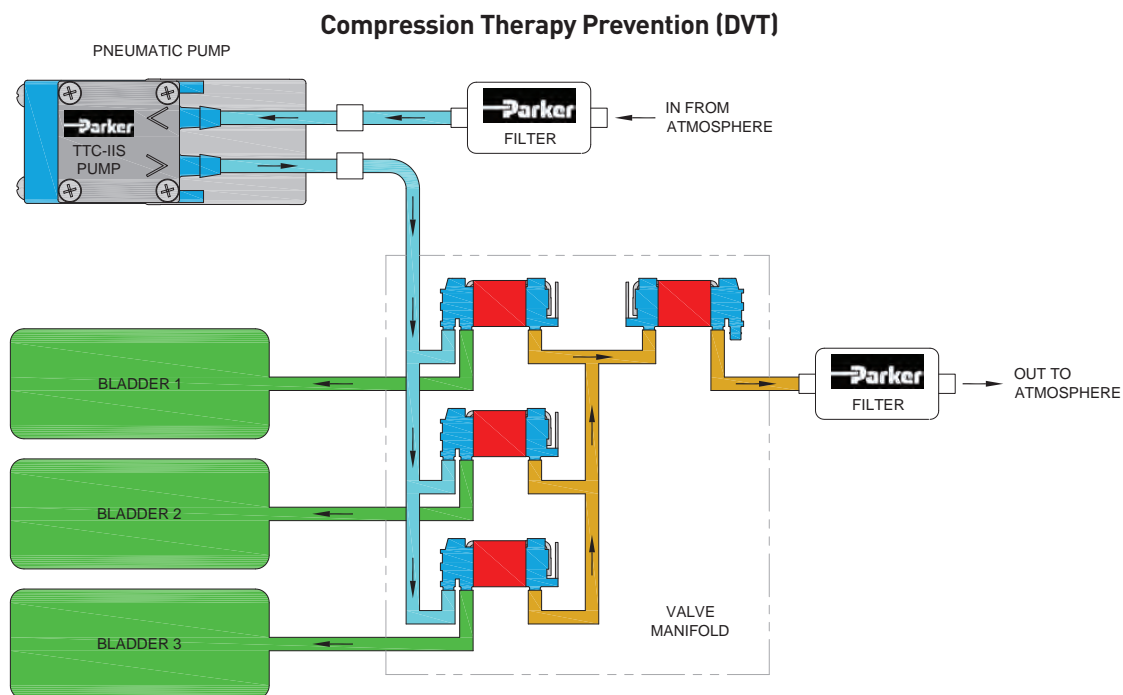 Compression Therapy Prevention (DVT)
PNEUMATIC PUMP
Parker
TTC-IIS
PUMP
Parker
FILTER
IN FROM
ATMOSPHERE
BLADDER 1
BLADDER 2
BLADDER 3
Parker
FILTER
OUT TO
ATMOSPHERE
VALVE
MANIFOLD